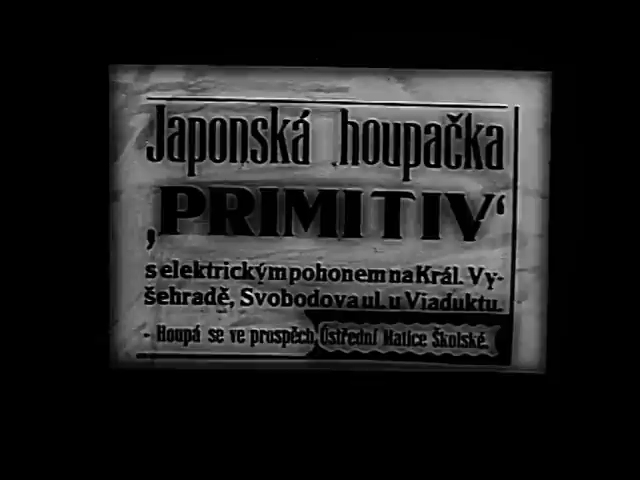 Japonská houpačka
‚PRIMITIV‘
s elektrickým pohonem na Král. Vy-
šehradě, Svobodova ul. u Viaduktu.
- Houpá se ve prospěch Ústřední Matice Školské.